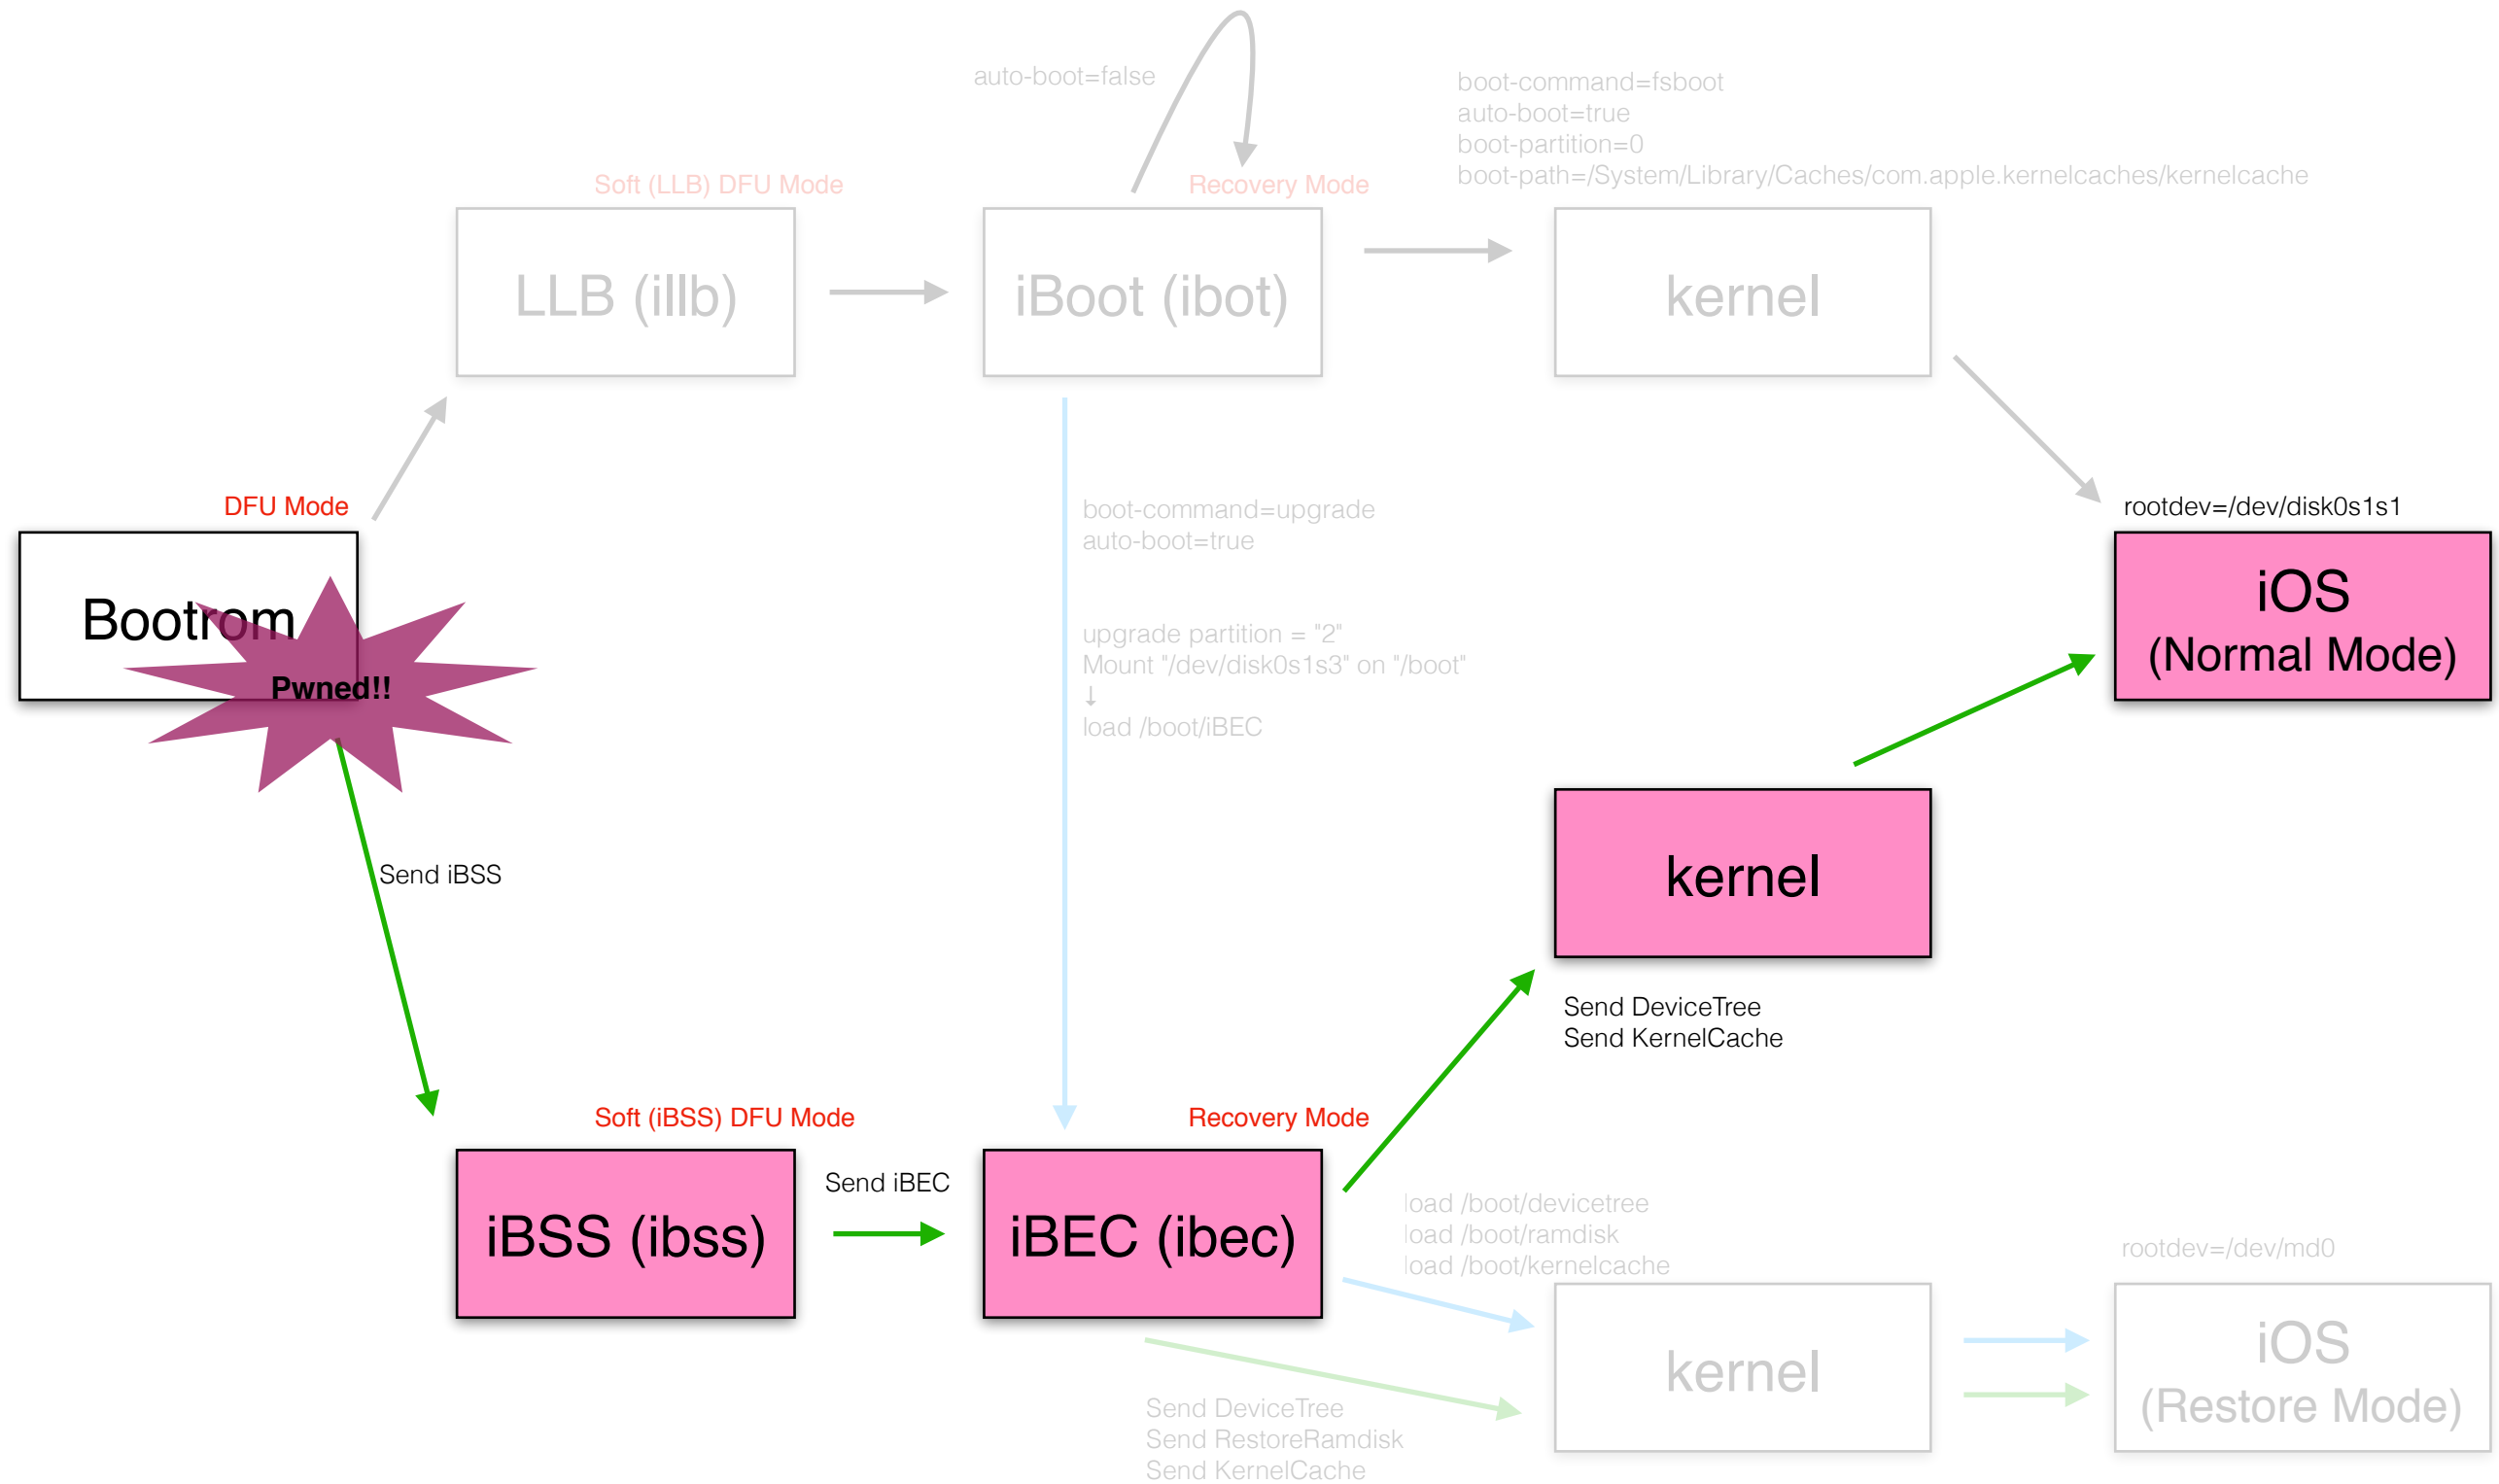 auto-boot=false
boot-command=fsboot
auto-boot=true
boot-partition=0
boot-path=/System/Library/Caches/com.apple.kernelcaches/kernelcache
Soft (LLB) DFU Mode
Recovery Mode
LLB (illb)
iBoot (ibot)
kernel
DFU Mode
Bootrom
Pwned!!
boot-command=upgrade
auto-boot=true
upgrade partition = "2"
Mount "/dev/disk0s1s3" on "/boot"
↓
load /boot/iBEC
rootdev=/dev/disk0s1s1
iOS
(Normal Mode)
kernel
Send iBSS
Send DeviceTree
Send KernelCache
Soft (iBSS) DFU Mode
Recovery Mode
Send iBEC
iBSS (ibss)
iBEC (ibec)
load /boot/devicetree
load /boot/ramdisk
load /boot/kernelcache
rootdev=/dev/md0
kernel
iOS
(Restore Mode)
Send DeviceTree
Send RestoreRamdisk
Send KernelCache